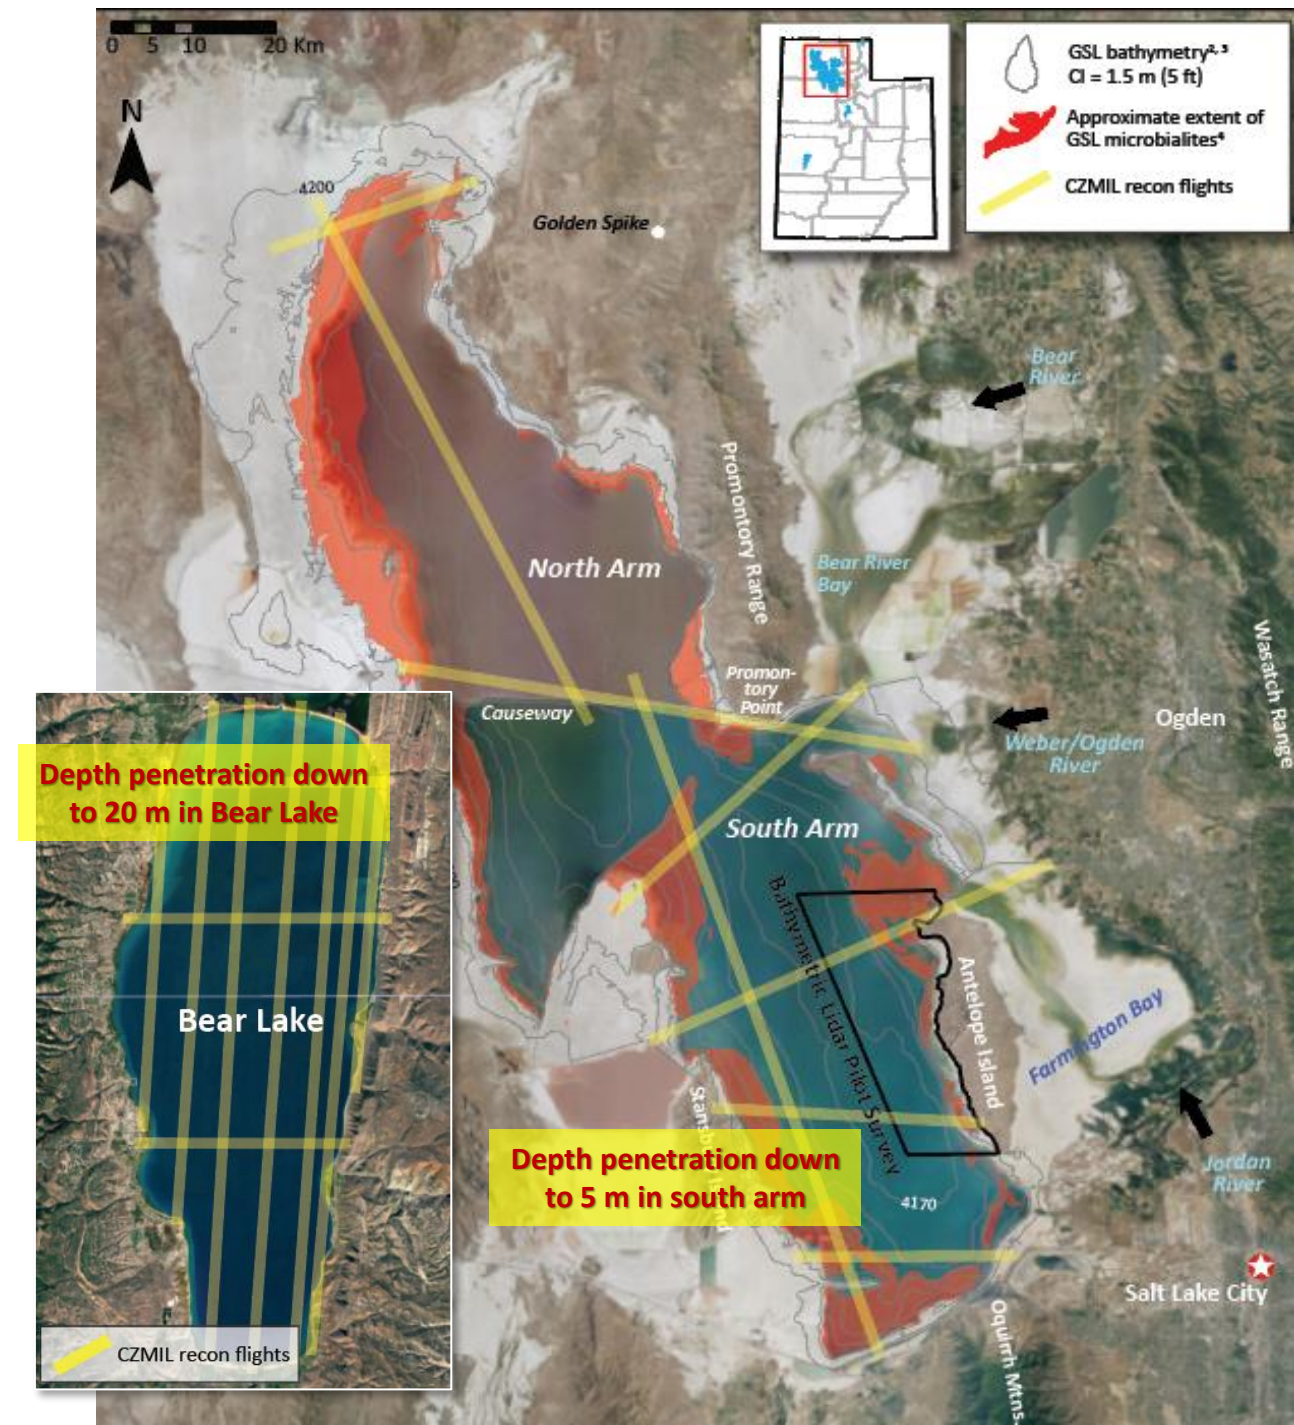 0 5 10 20 Km
N
GSL bathymetry²,³
CI = 1.5 m (5 ft)
Approximate extent of
GSL microbialites⁴
CZMIL recon flights
4200
Golden Spike
Bear
River
Promontory Range
North Arm
Bear River
Bay
Wasatch Range
Promon-
tory
Point
Causeway
Ogden
Weber/Ogden
River
Depth penetration down
to 20 m in Bear Lake
South Arm
Bathymetric Lidar Pilot Survey
Antelope Island
Farmington Bay
Bear Lake
Depth penetration down
to 5 m in south arm
Jordan
River
4170
Salt Lake City
Oquirrh Mtns.
CZMIL recon flights